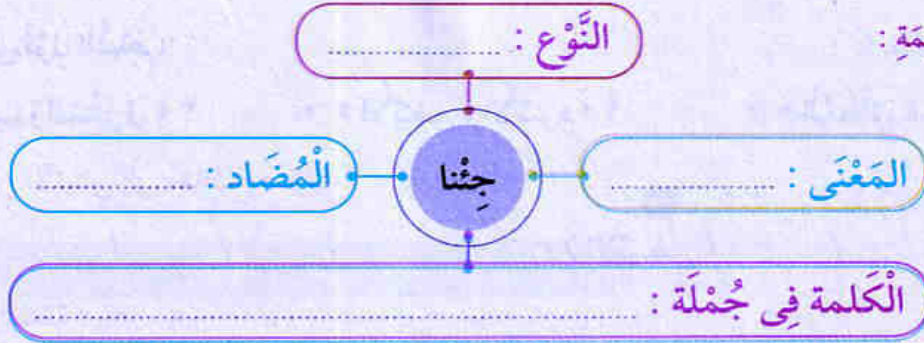 النَّوْع : ..................
المَعْنَى : ..................
جِئْنا
الْمُضَاد : ..................
الْكَلمة فِى جُمْلَة : ..................